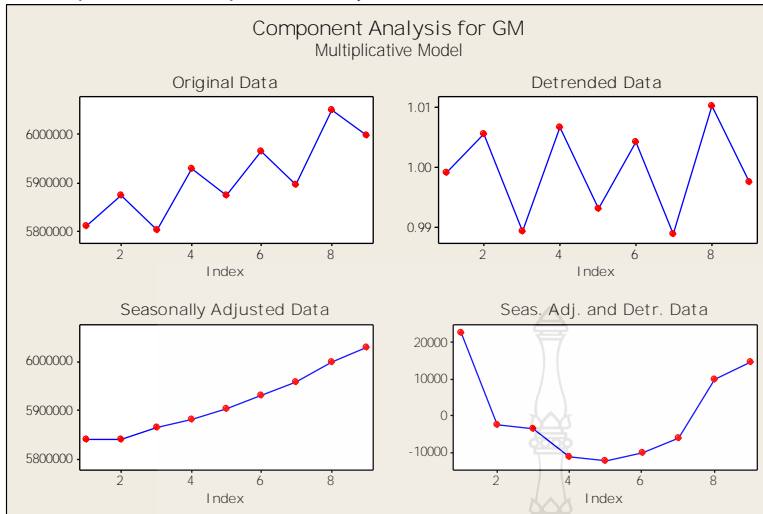 Component Analysis for GM
Multiplicative Model
Original Data
6000000
5900000
5800000
2 4 6 8
Index
Detrended Data
1.01
1.00
0.99
2 4 6 8
Index
Seasonally Adjusted Data
6000000
5900000
5800000
2 4 6 8
Index
Seas. Adj. and Detr. Data
20000
10000
0
-10000
2 4 6 8
Index